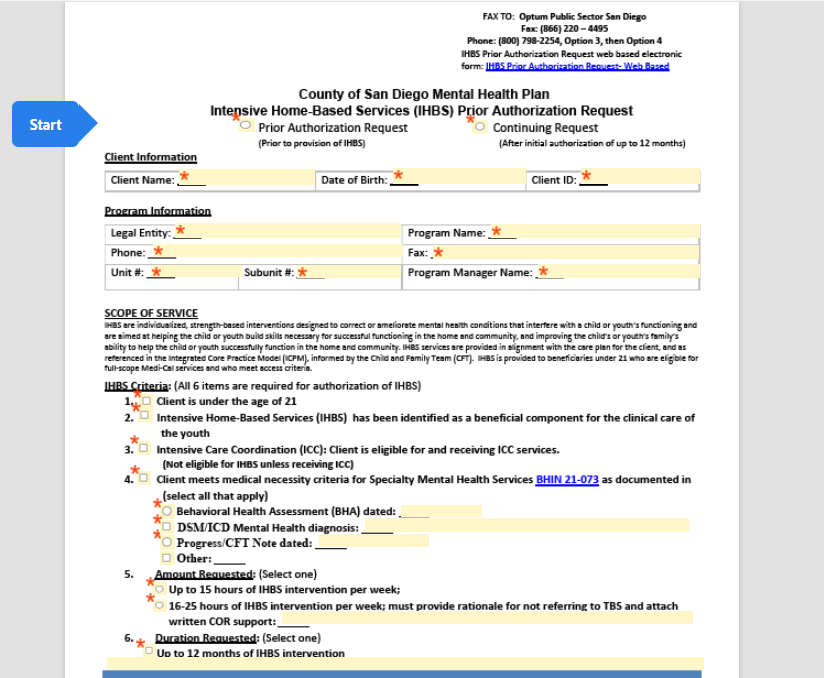 FAX TO: Optum Public Sector San Diego
Fax: (866) 220 – 4495
Phone: (800) 798-2254, Option 3, then Option 4
IHBS Prior Authorization Request web based electronic
form: IHBS Prior Authorization Request- Web Based
County of San Diego Mental Health Plan
Intensive Home-Based Services (IHBS) Prior Authorization Request
Start
* Prior Authorization Request * Continuing Request
(Prior to provision of IHBS) (After initial authorization of up to 12 months)
Client Information
Client Name: * Date of Birth: * Client ID: *
Program Information
Legal Entity: * Program Name: *
Phone: * Fax: *
Unit #: * Subunit #: * Program Manager Name: *
SCOPE OF SERVICE
IHBS are individualized, strength-based interventions designed to correct or ameliorate mental health conditions that interfere with a child or youth's functioning and
are aimed at helping the child or youth build skills necessary for successful functioning in the home and community, and improving the child's or youth's family's
ability to help the child or youth successfully function in the home and community. IHBS services are provided in alignment with the care plan for the client, and as
referenced in the Integrated Core Practice Model (ICPM), informed by the Child and Family Team (CFT). IHBS is provided to beneficiaries under 21 who are eligible for
full-scope Medi-Cal services and who meet access criteria.
IHBS Criteria: (All 6 items are required for authorization of IHBS)
1. * Client is under the age of 21
2. * Intensive Home-Based Services (IHBS) has been identified as a beneficial component for the clinical care of
the youth
3. * Intensive Care Coordination (ICC): Client is eligible for and receiving ICC services.
(Not eligible for IHBS unless receiving ICC)
4. * Client meets medical necessity criteria for Specialty Mental Health Services BHIN 21-073 as documented in
(select all that apply)
* Behavioral Health Assessment (BHA) dated:
* DSM/ICD Mental Health diagnosis:
* Progress/CFT Note dated:
Other:
5. Amount Requested: (Select one)
* Up to 15 hours of IHBS intervention per week;
* 16-25 hours of IHBS intervention per week; must provide rationale for not referring to TBS and attach
written COR support:
6. Duration Requested: (Select one)
* Up to 12 months of IHBS intervention